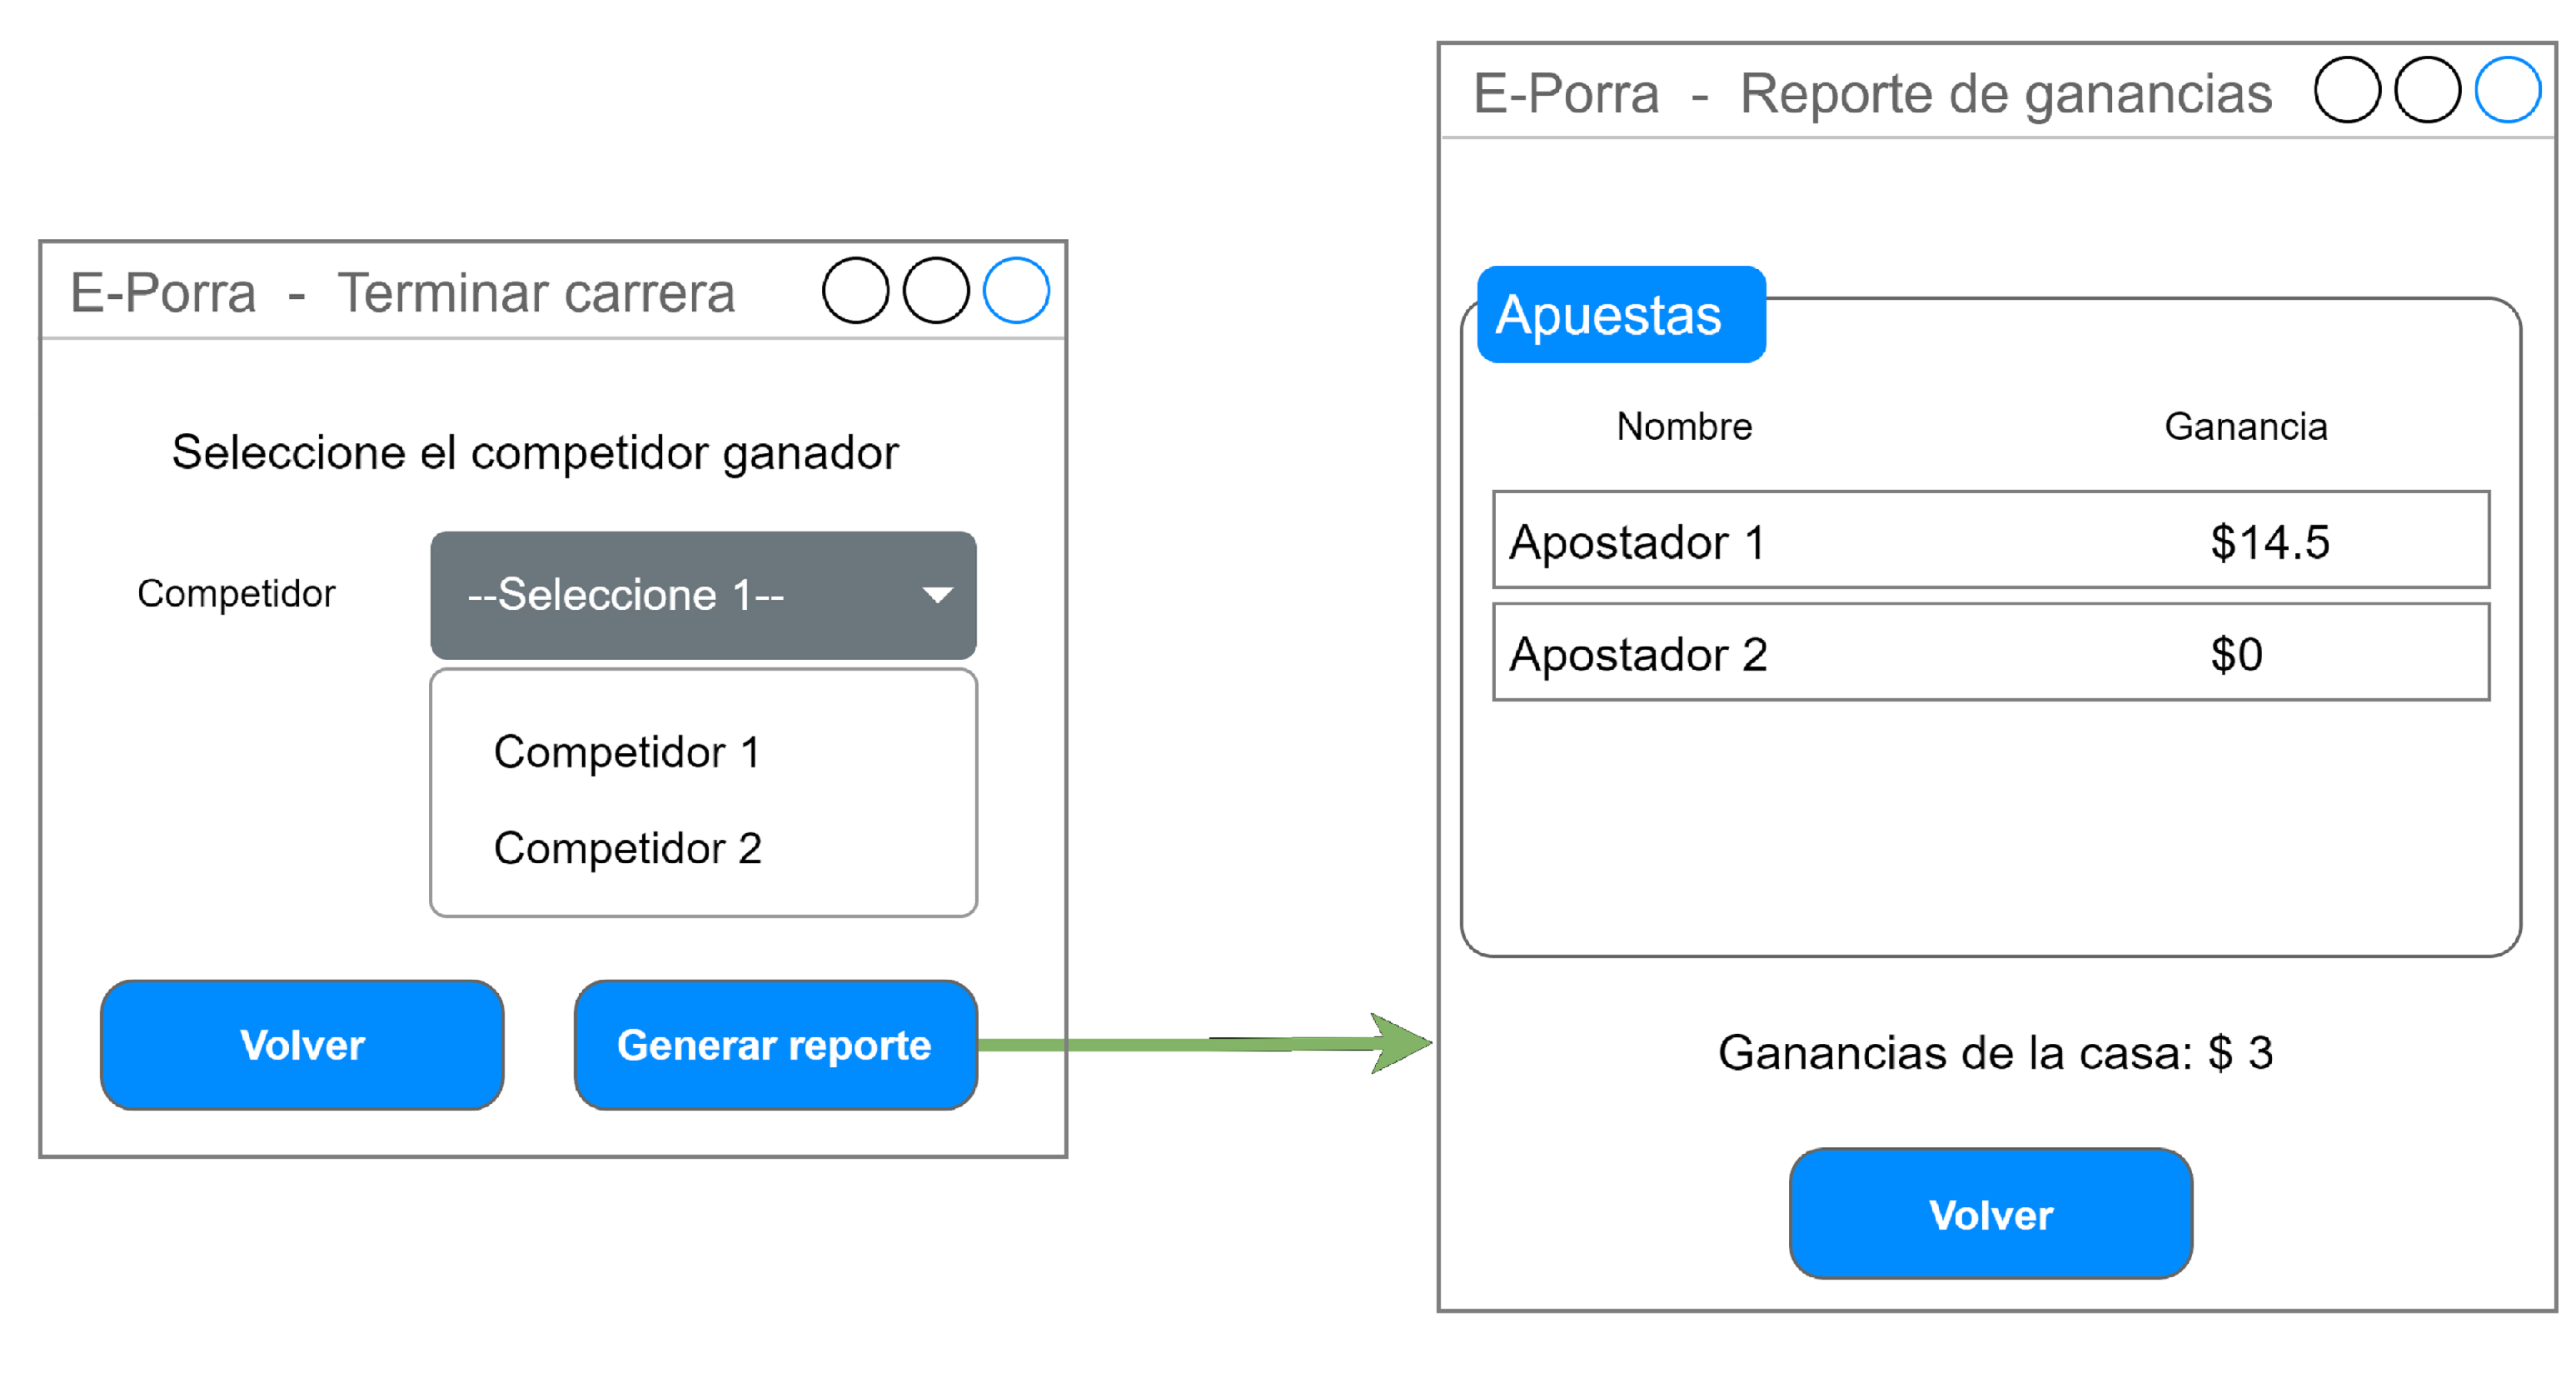 E-Porra - Terminar carrera
Seleccione el competidor ganador
Competidor
--Seleccione 1--
Competidor 1
Competidor 2
Volver
Generar reporte
E-Porra - Reporte de ganancias
Apuestas
Nombre Ganancia
Apostador 1 $14.5
Apostador 2 $0
Ganancias de la casa: $ 3
Volver